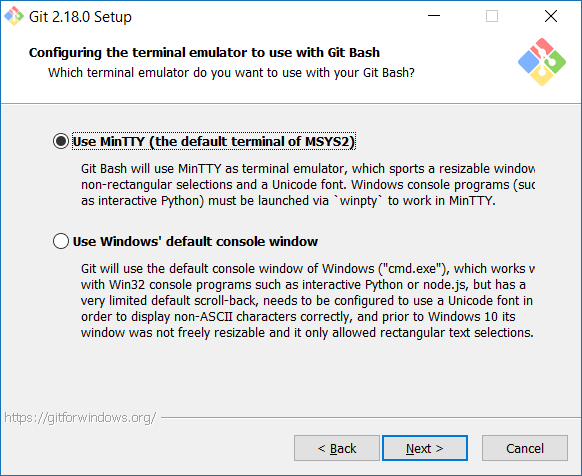 Git 2.18.0 Setup
Configuring the terminal emulator to use with Git Bash
Which terminal emulator do you want to use with your Git Bash?
Use MinTTY (the default terminal of MSYS2)
Git Bash will use MinTTY as terminal emulator, which sports a resizable window
non-rectangular selections and a Unicode font. Windows console programs (suc
as interactive Python) must be launched via `winpty` to work in MinTTY.
Use Windows' default console window
Git will use the default console window of Windows ("cmd.exe"), which works w
with Win32 console programs such as interactive Python or node.js, but has a
very limited default scroll-back, needs to be configured to use a Unicode font in
order to display non-ASCII characters correctly, and prior to Windows 10 its
window was not freely resizable and it only allowed rectangular text selections.
https://gitforwindows.org/
< Back
Next >
Cancel